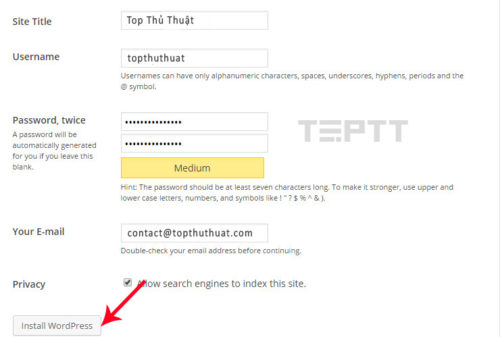 Site Title
Top Thủ Thuật
Username
topthuthuat
Usernames can have only alphanumeric characters, spaces, underscores, hyphens, periods and the
@ symbol.
Password, twice
A password will be
automatically generated
for you if you leave this
blank.
•••••••••••••••
•••••••••••••••
TEPTT
Medium
Hint: The password should be at least seven characters long. To make it stronger, use upper and
lower case letters, numbers, and symbols like ! " ? $ % ^ & ).
Your E-mail
contact@topthuthuat.com
Double-check your email address before continuing.
Privacy
Allow search engines to index this site.
Install WordPress